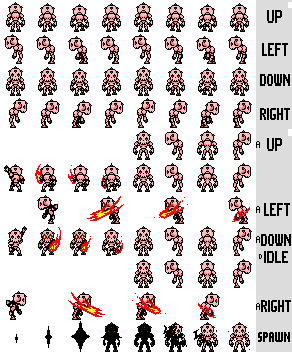 UP
LEFT
DOWN
RIGHT
A UP
A LEFT
A DOWN
D IDLE
A RIGHT
SPAWN